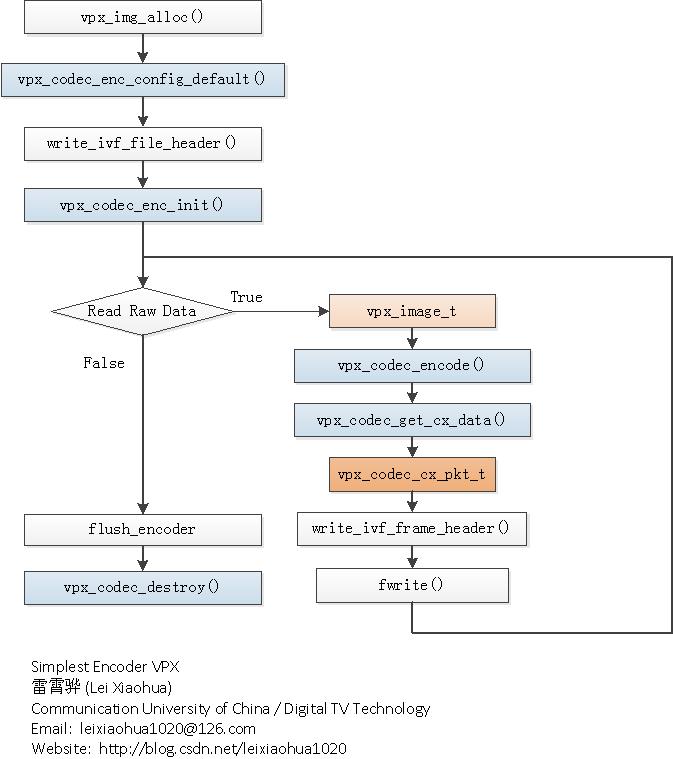 vpx_img_alloc()
vpx_codec_enc_config_default()
write_ivf_file_header()
vpx_codec_enc_init()
Read Raw Data
True
False
vpx_image_t
vpx_codec_encode()
vpx_codec_get_cx_data()
vpx_codec_cx_pkt_t
write_ivf_frame_header()
fwrite()
flush_encoder
vpx_codec_destroy()
Simplest Encoder VPX
雷霄骅 (Lei Xiaohua)
Communication University of China / Digital TV Technology
Email: leixiaohua1020@126.com
Website: http://blog.csdn.net/leixiaohua1020